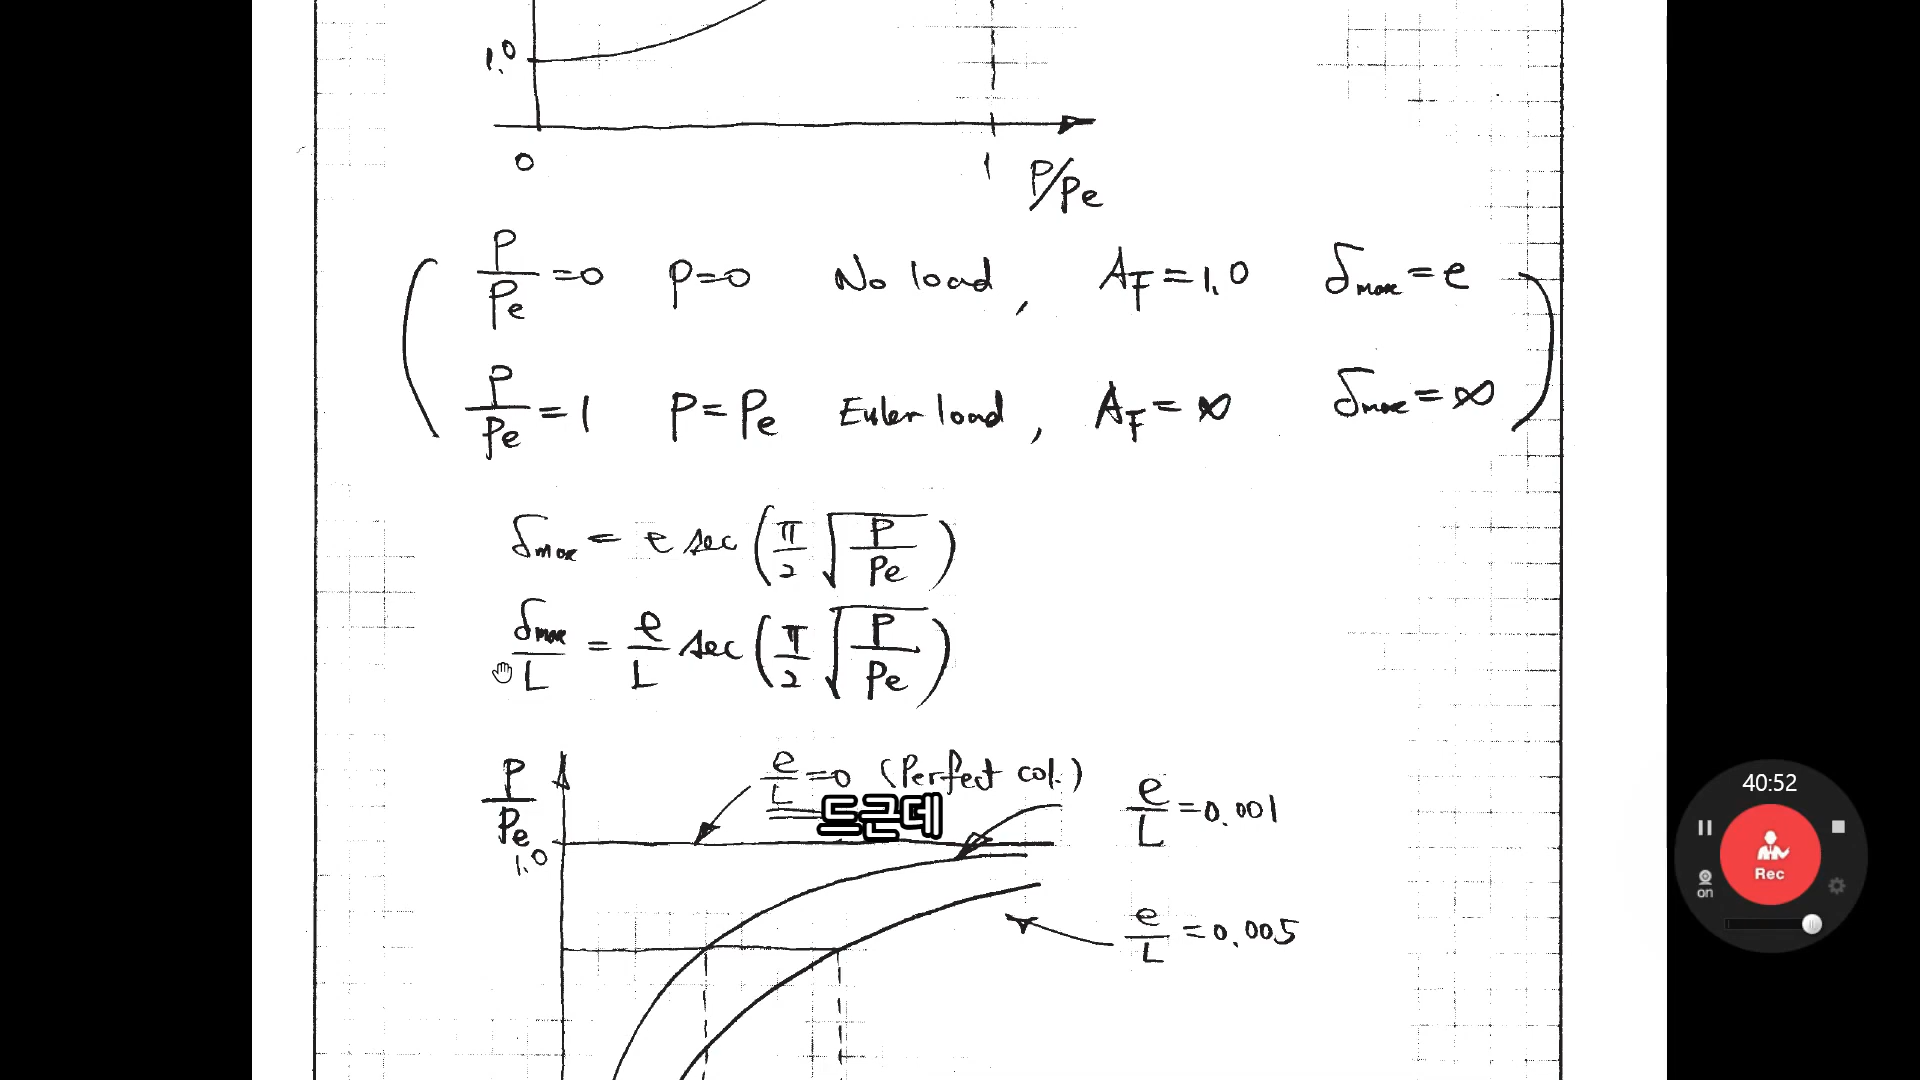 1.0
0 1 P/Pe
P/Pe = 0 P = 0 No load, A_F = 1.0 δmax = e
P/Pe = 1 P = Pe Euler load, A_F = ∞ δmax = ∞
δmax = e sec (π/2 √(P/Pe))
δmax/L = e/L sec (π/2 √(P/Pe))
P/Pe
e/L = 0 (Perfect col.)
e/L = 0.001
드근데
1.0
e/L = 0.005
40:52
Rec
on